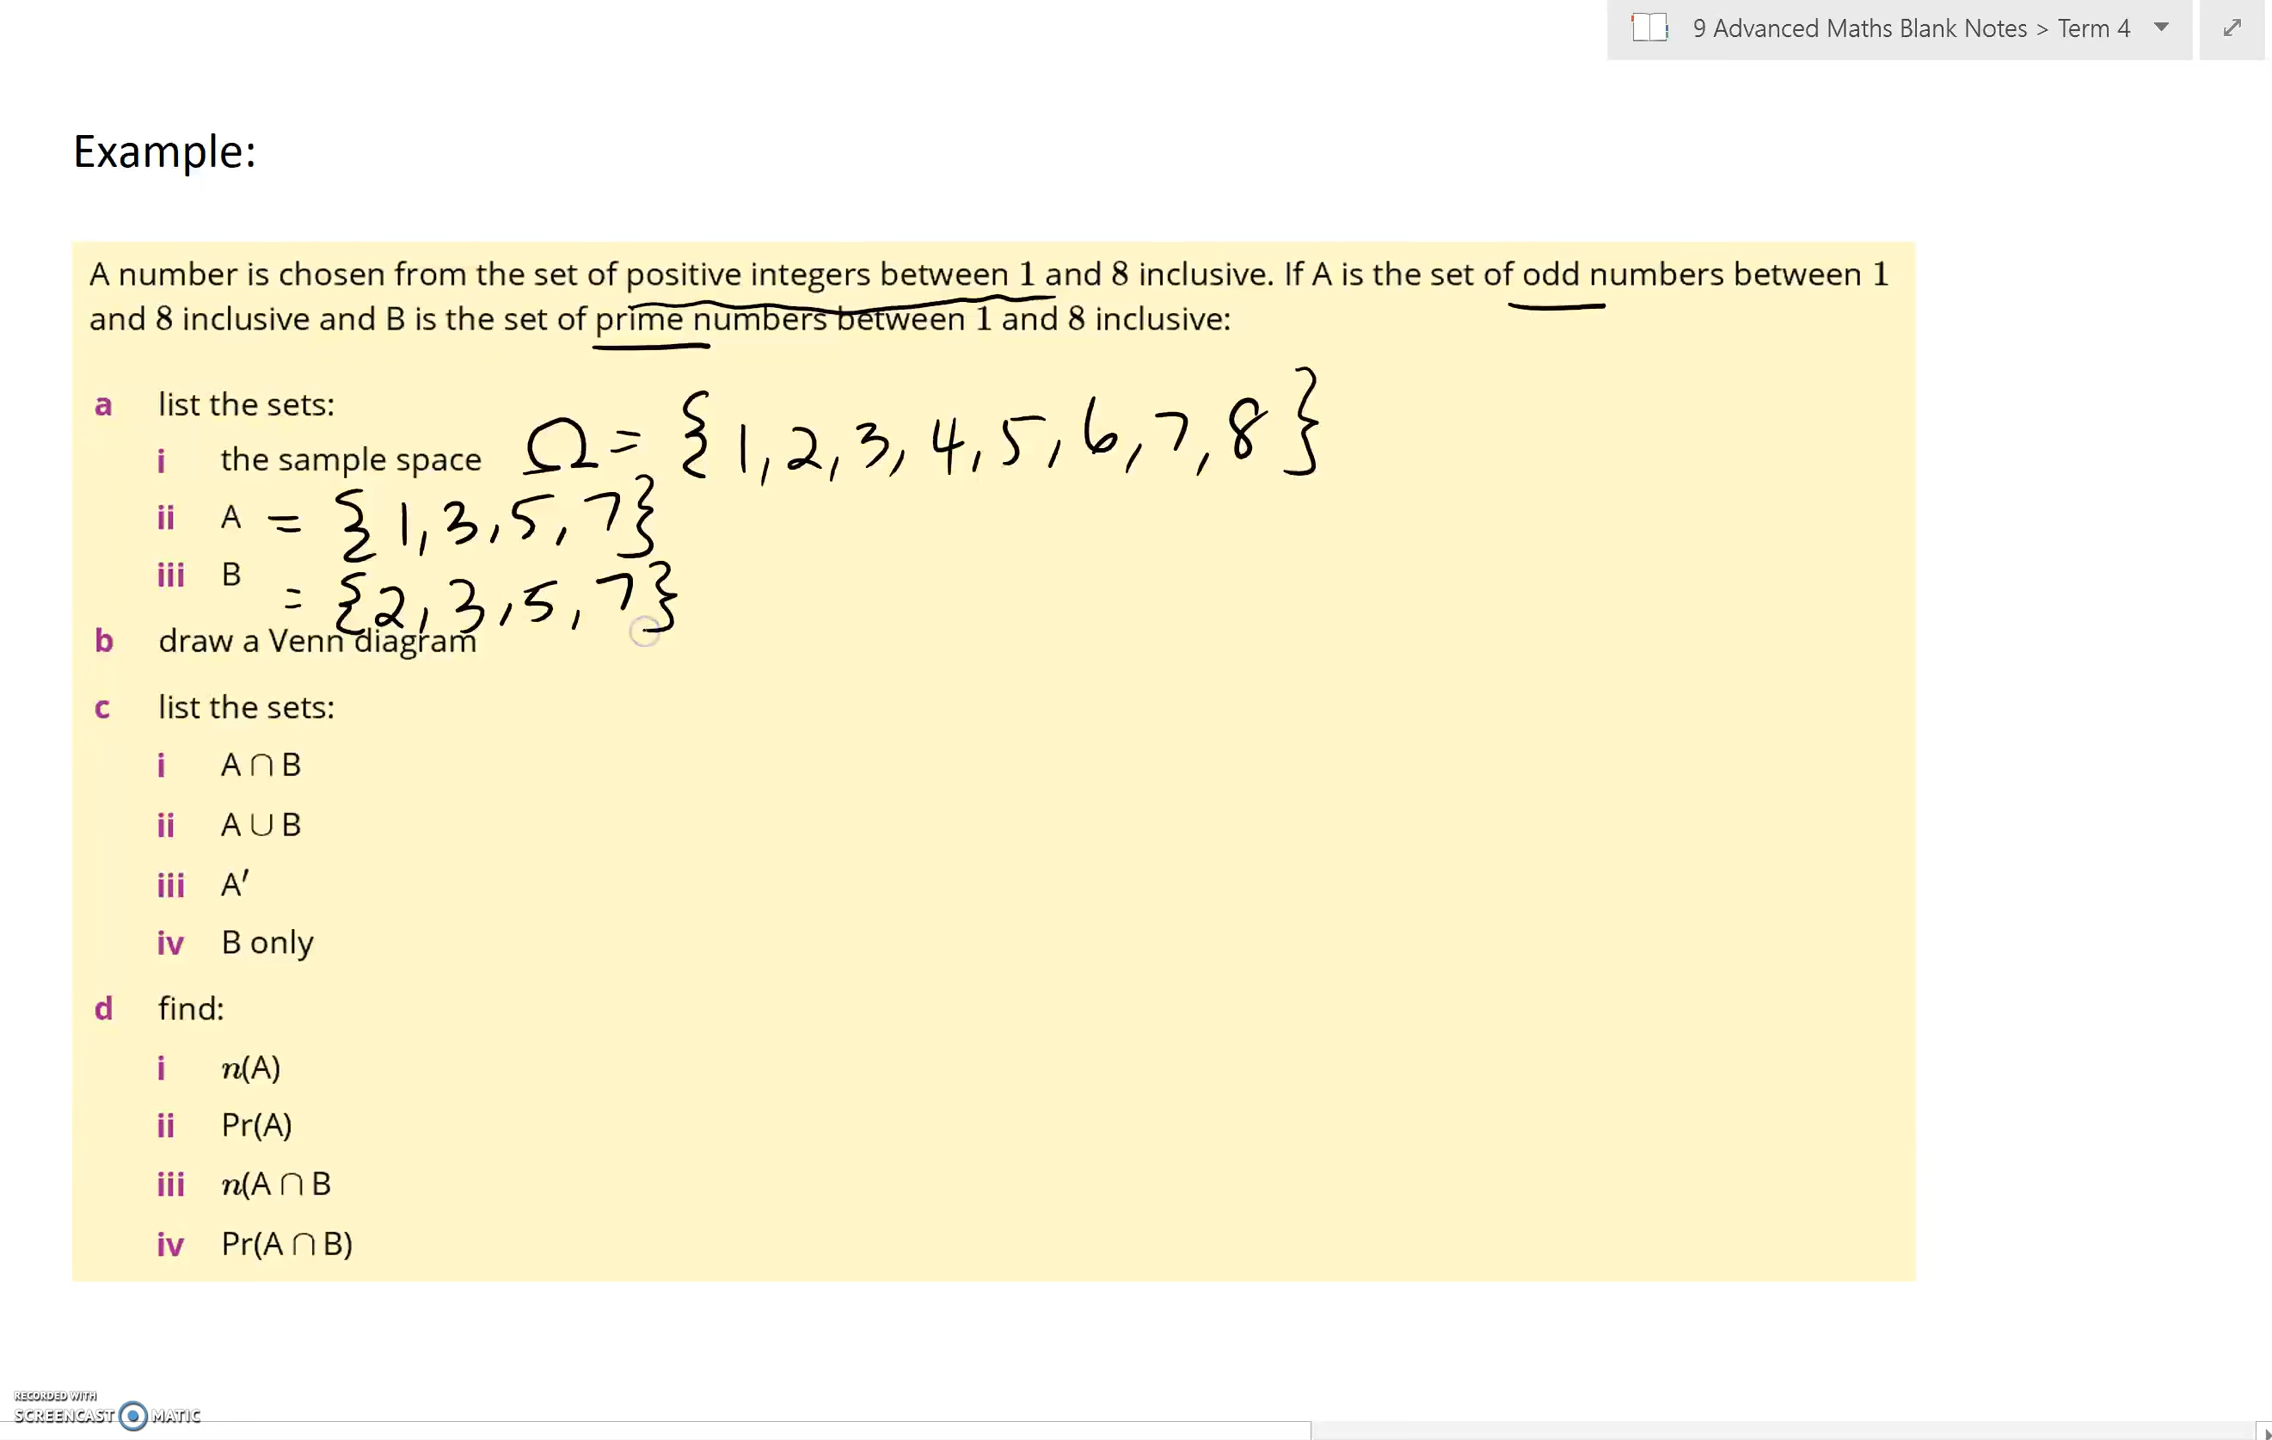 9 Advanced Maths Blank Notes > Term 4
Example:
A number is chosen from the set of positive integers between 1 and 8 inclusive. If A is the set of odd numbers between 1
and 8 inclusive and B is the set of prime numbers between 1 and 8 inclusive:
a list the sets:
i the sample space Ω = {1, 2, 3, 4, 5, 6, 7, 8}
ii A = {1, 3, 5, 7}
iii B = {2, 3, 5, 7}
b draw a Venn diagram
c list the sets:
i A ∩ B
ii A ∪ B
iii A′
iv B only
d find:
i n(A)
ii Pr(A)
iii n(A ∩ B
iv Pr(A ∩ B)
RECORDED WITH
SCREENCAST MATIC